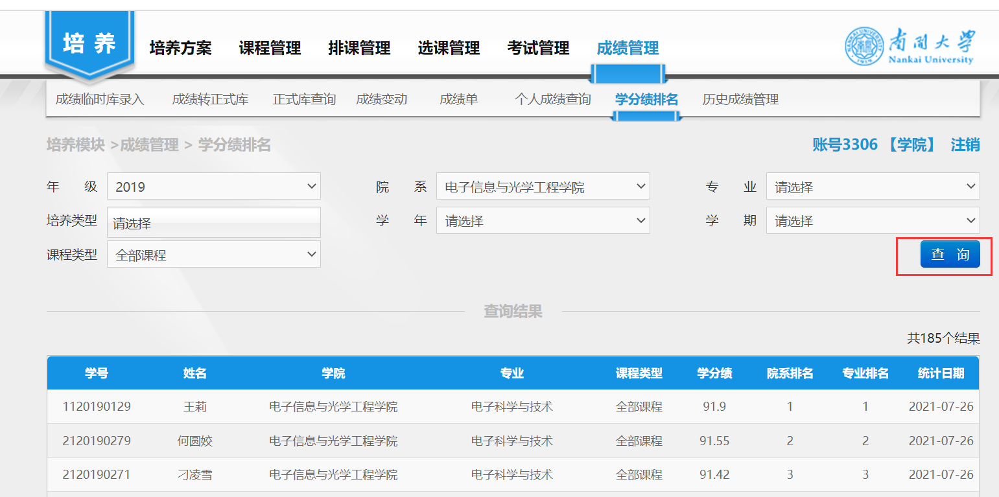 培养
培养方案 课程管理 排课管理 选课管理 考试管理 成绩管理
南开大学
Nankai University
NANKAI UNIVERSITY
1919
成绩临时库录入 成绩转正式库 正式库查询 成绩变动 成绩单 个人成绩查询 学分绩排名 历史成绩管理
培养模块 >成绩管理 > 学分绩排名
账号3306 【学院】 注销
年 级 2019 院 系 电子信息与光学工程学院 专 业 请选择
培养类型 请选择 学 年 请选择 学 期 请选择
课程类型 全部课程 查 询
查询结果
共185个结果
学号 姓名 学院 专业 课程类型 学分绩 院系排名 专业排名 统计日期
1120190129 王莉 电子信息与光学工程学院 电子科学与技术 全部课程 91.9 1 1 2021-07-26
2120190279 何圆姣 电子信息与光学工程学院 电子科学与技术 全部课程 91.55 2 2 2021-07-26
2120190271 刁凌雪 电子信息与光学工程学院 电子科学与技术 全部课程 91.42 3 3 2021-07-26